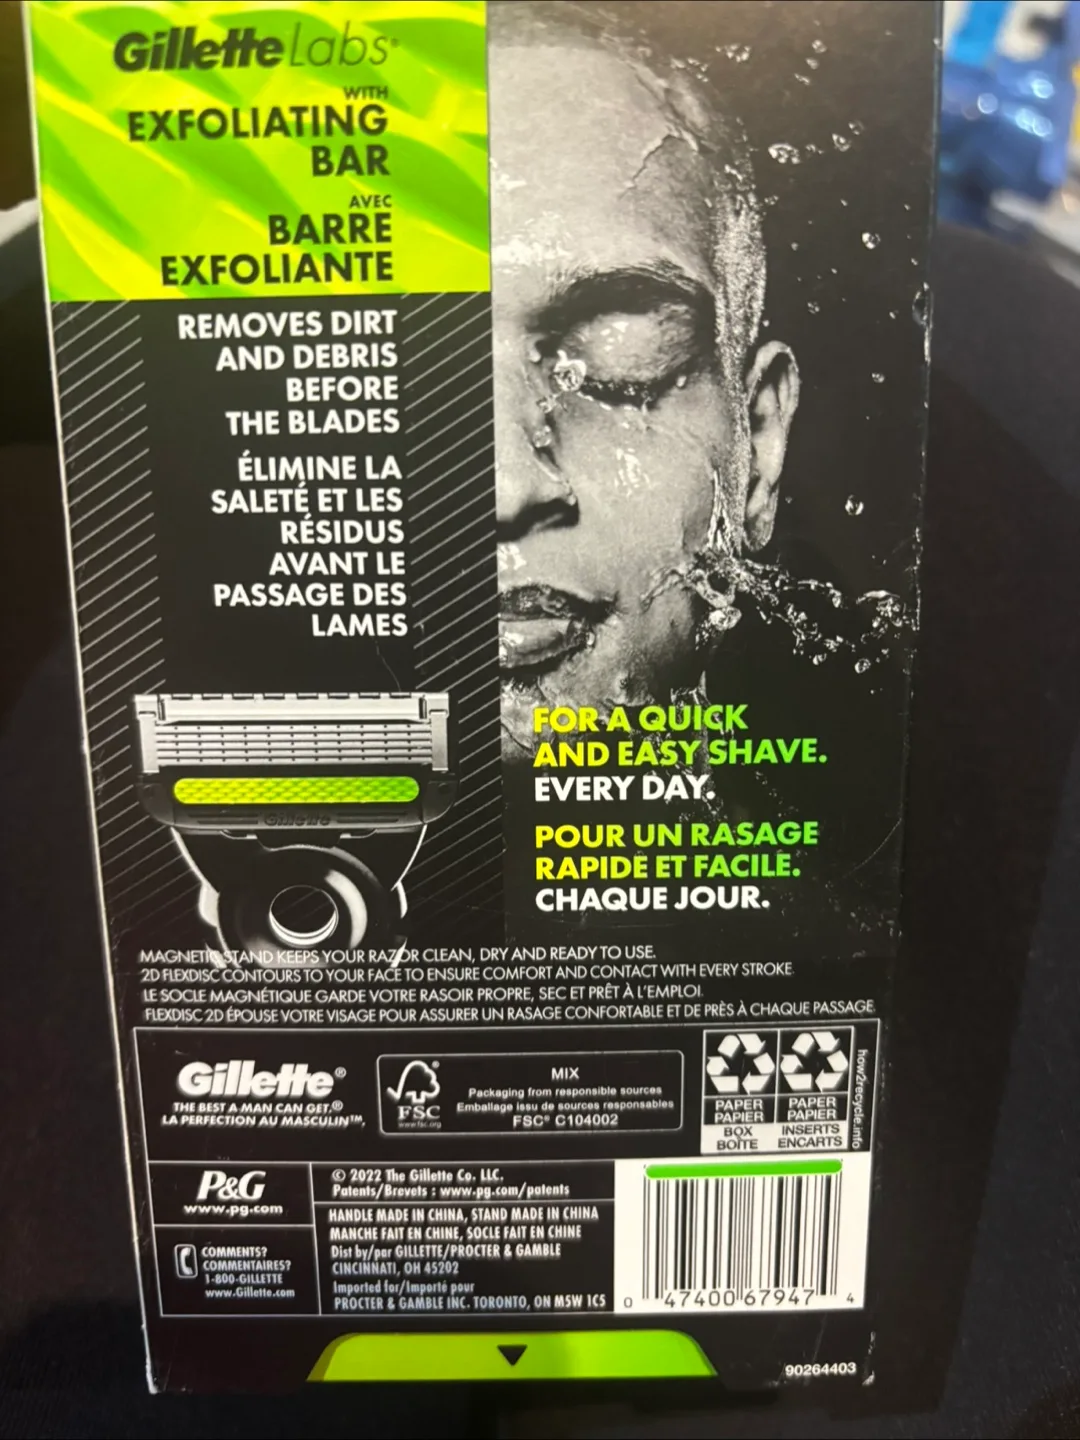 GilletteLabs®
WITH
EXFOLIATING
BAR
AVEC
BARRE
EXFOLIANTE
REMOVES DIRT
AND DEBRIS
BEFORE
THE BLADES
ÉLIMINE LA
SALETÉ ET LES
RÉSIDUS
AVANT LE
PASSAGE DES
LAMES
Gillette
FOR A QUICK
AND EASY SHAVE.
EVERY DAY.
POUR UN RASAGE
RAPIDE ET FACILE.
CHAQUE JOUR.
MAGNETIC STAND KEEPS YOUR RAZOR CLEAN, DRY AND READY TO USE.
2D FLEXDISC CONTOURS TO YOUR FACE TO ENSURE COMFORT AND CONTACT WITH EVERY STROKE.
LE SOCLE MAGNÉTIQUE GARDE VOTRE RASOIR PROPRE, SEC ET PRÊT À L'EMPLOI.
FLEXDISC 2D ÉPOUSE VOTRE VISAGE POUR ASSURER UN RASAGE CONFORTABLE ET DE PRÈS À CHAQUE PASSAGE.
Gillette®
THE BEST A MAN CAN GET.®
LA PERFECTION AU MASCULIN™,
FSC
www.fsc.org
MIX
Packaging from responsible sources
Emballage issu de sources responsables
FSC® C104002
PAPER
PAPIER
BOX
BOÎTE
PAPER
PAPIER
INSERTS
ENCARTS
how2recycle.info
P&G
www.pg.com
COMMENTS?
COMMENTAIRES?
1-800-GILLETTE
www.Gillette.com
© 2022 The Gillette Co. LLC.
Patents/Brevets : www.pg.com/patents
HANDLE MADE IN CHINA, STAND MADE IN CHINA
MANCHE FAIT EN CHINE, SOCLE FAIT EN CHINE
Dist by/par GILLETTE/PROCTER & GAMBLE
CINCINNATI, OH 45202
Imported for/Importé pour
PROCTER & GAMBLE INC. TORONTO, ON M5W 1C5
0 47400 67947 4
90264403